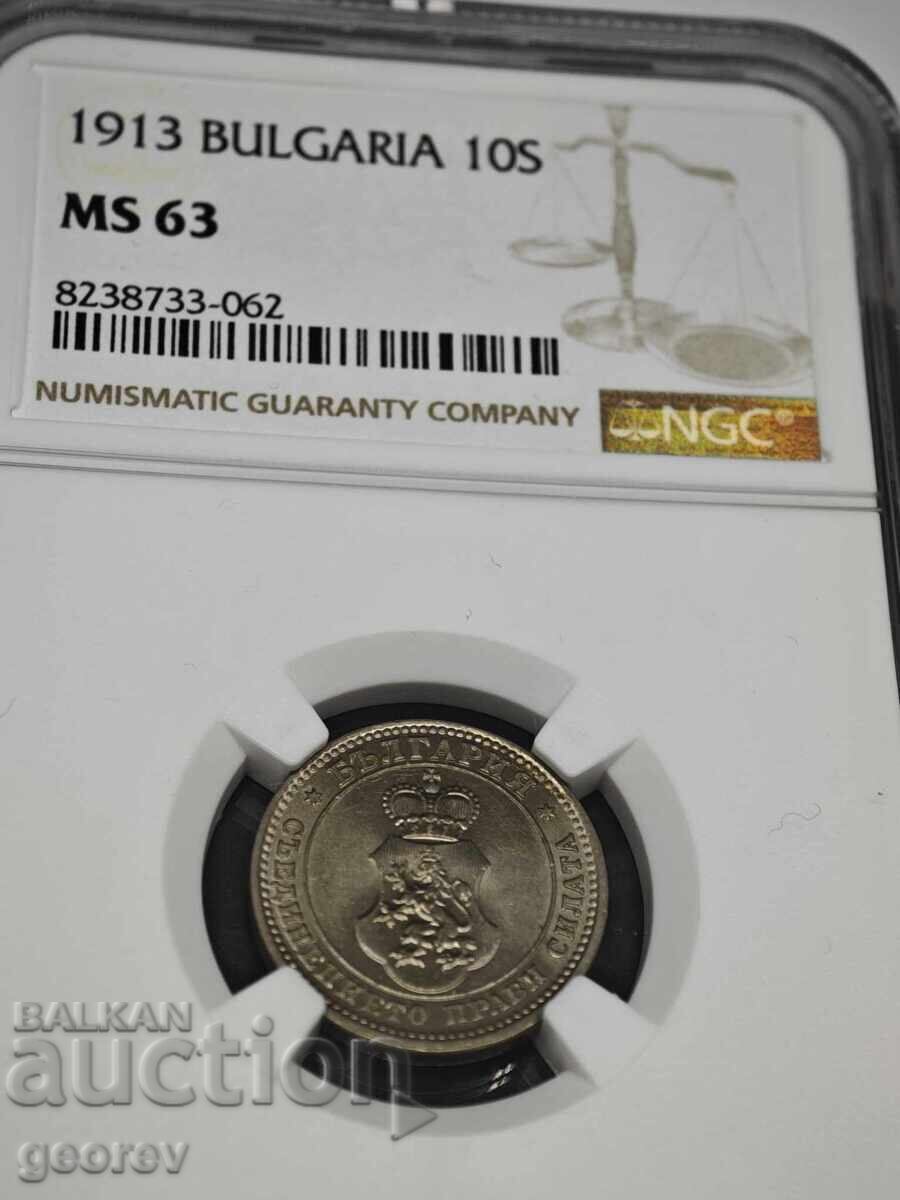 1913 BULGARIA 10S
MS 63
8238733-062
NUMISMATIC GUARANTY COMPANY
NGC®
БЪЛГАРИЯ
СЪЕДИНЕНИЕТО ПРАВИ СИЛАТА
BALKAN
auction
georev